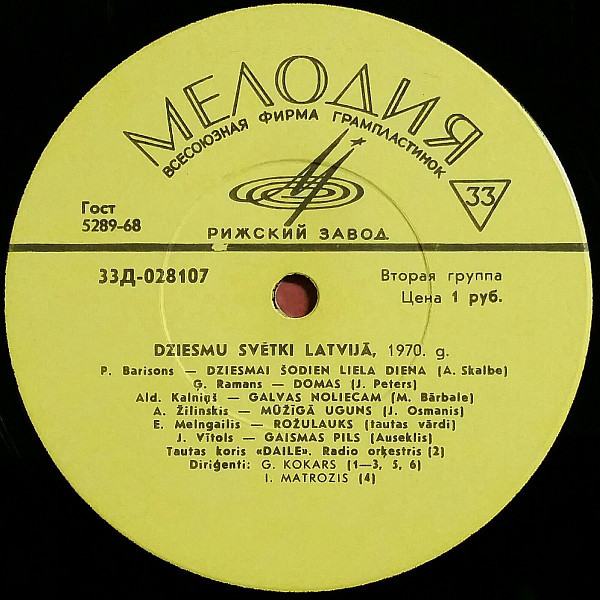 МЕЛОДИЯ
ВСЕСОЮЗНАЯ ФИРМА ГРАМПЛАСТИНОК
33
Гост
5289-68
РИЖСКИЙ ЗАВОД
33Д-028107
Вторая группа
Цена 1 руб.
DZIESMU SVĒTKI LATVIJĀ, 1970. g.
P. Barisons — DZIESMAI ŠODIEN LIELA DIENA (A. Skalbe)
Ģ. Ramans — DOMAS (J. Peters)
Ald. Kalniņš — GALVAS NOLIECAM (M. Bārbale)
A. Žilinskis — MŪŽĪGĀ UGUNS (J. Osmanis)
E. Melngailis — ROŽULAUKS (tautas vārdi)
J. Vītols — GAISMAS PILS (Auseklis)
Tautas koris «DAILE». Radio orķestris (2)
Diriģenti: G. KOKARS (1—3, 5, 6)
I. MATROZIS (4)